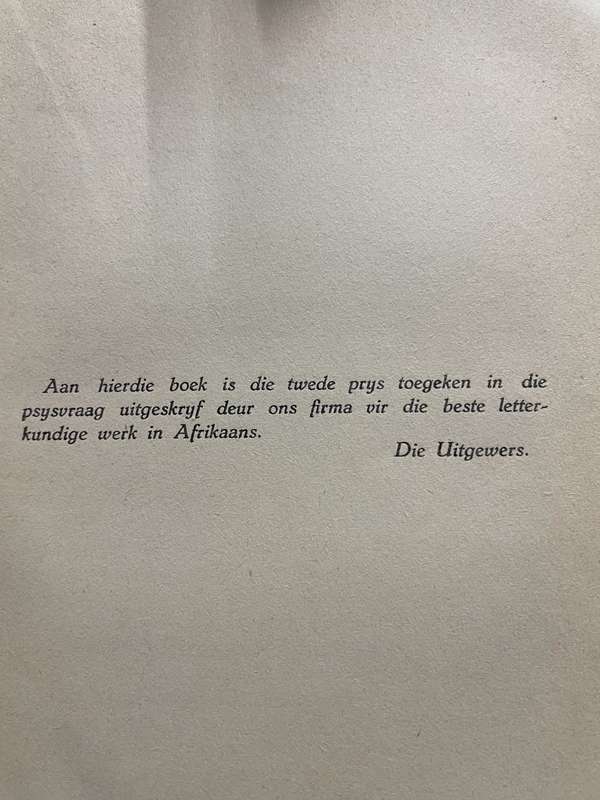 Aan hierdie boek is die twede prys toegeken in die
psysvraag uitgeskryf deur ons firma vir die beste letter-
kundige werk in Afrikaans.
Die Uitgewers.